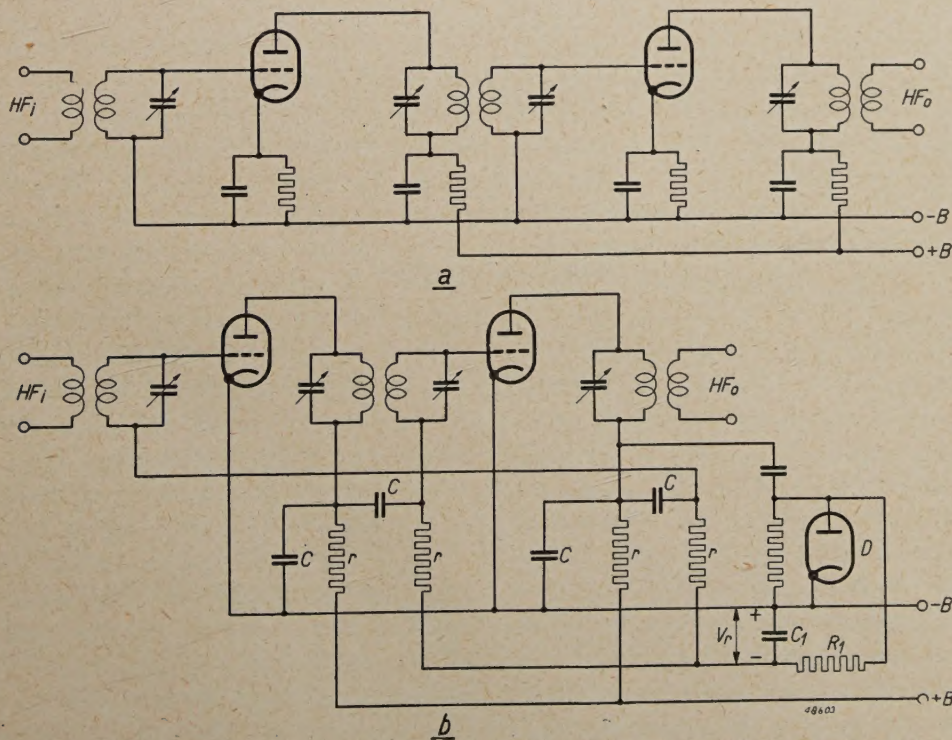 HFi
HFo
-B
+B
a
HFi
HFo
C
C
r
r
C
C
r
r
D
-B
Vr
+
-
C1
R1
+B
48603
b